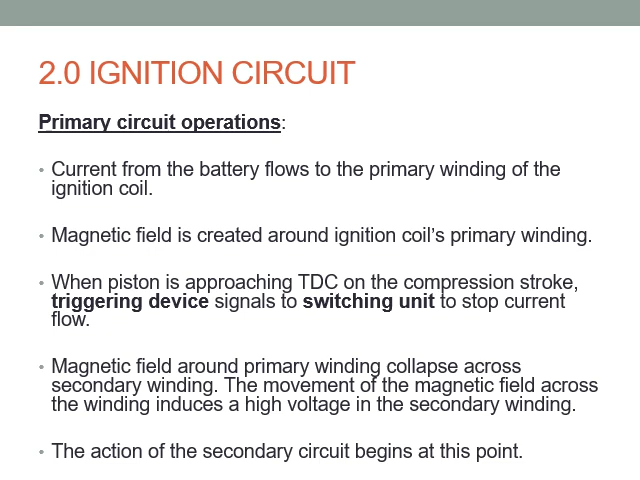 2.0 IGNITION CIRCUIT
Primary circuit operations:
• Current from the battery flows to the primary winding of the
ignition coil.
• Magnetic field is created around ignition coil's primary winding.
• When piston is approaching TDC on the compression stroke,
triggering device signals to switching unit to stop current
flow.
• Magnetic field around primary winding collapse across
secondary winding. The movement of the magnetic field across
the winding induces a high voltage in the secondary winding.
• The action of the secondary circuit begins at this point.